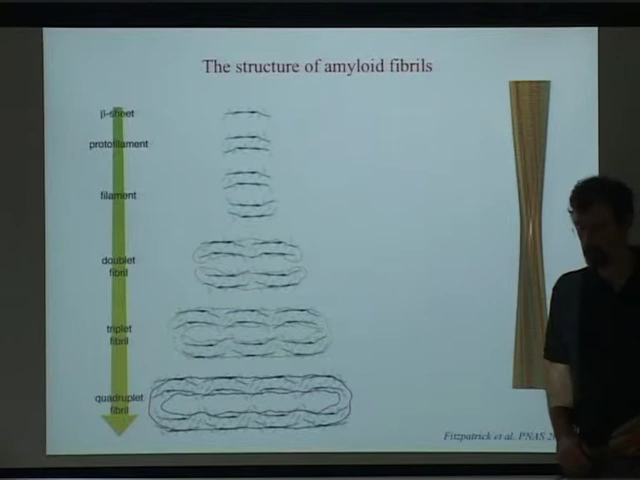 The structure of amyloid fibrils
β-sheet
protofilament
filament
doublet
fibril
triplet
fibril
quadruplet
fibril
Fitzpatrick et al. PNAS